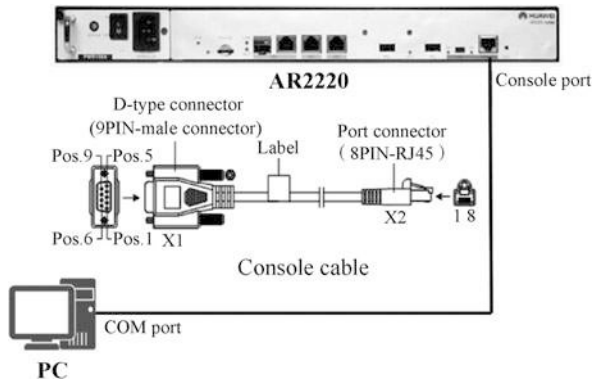 HUAWEI
AR2220
Console port
D-type connector
(9PIN-male connector)
Label
Port connector
( 8PIN-RJ45 )
Pos.9
Pos.5
Pos.6
Pos.1
X1
X2
1 8
Console cable
COM port
PC